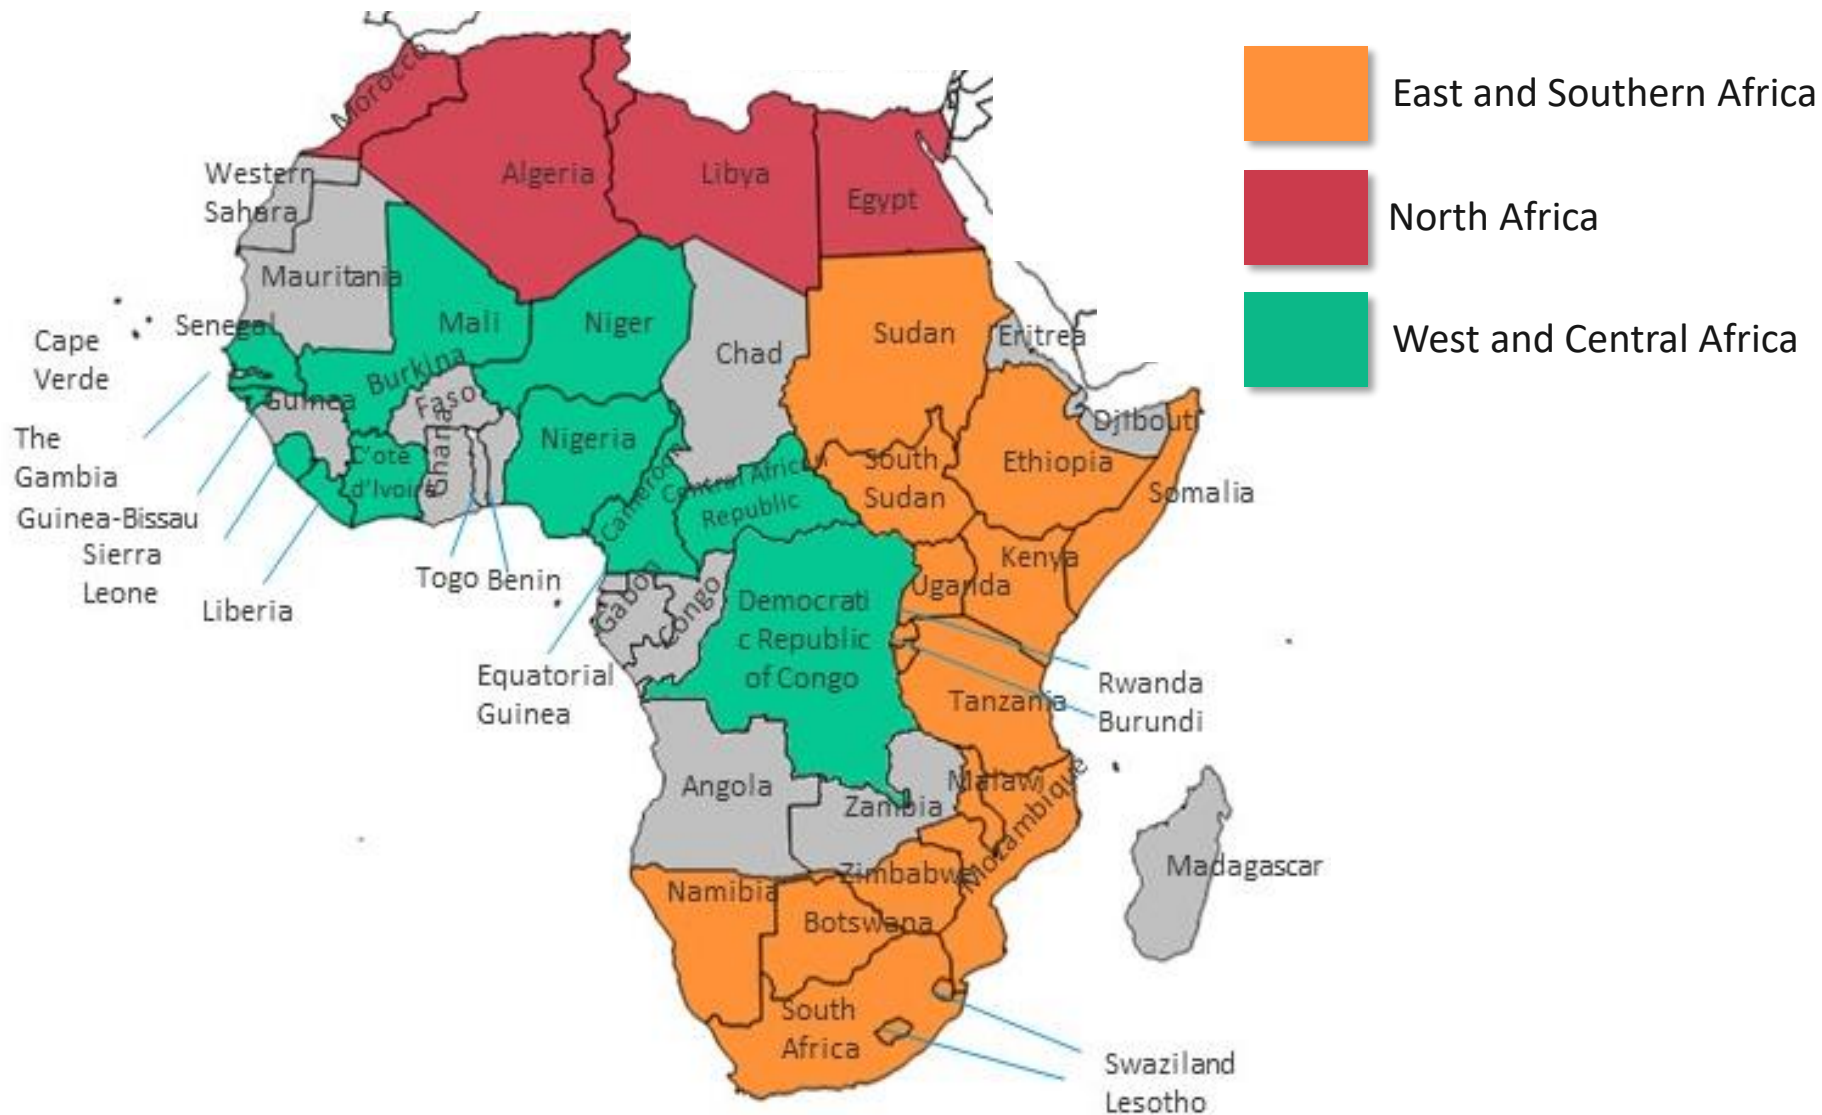 East and Southern Africa
North Africa
West and Central Africa
Morocco
Algeria
Libya
Egypt
Western
Sahara
Mauritania
Mali
Niger
Chad
Sudan
Eritrea
Cape
Verde
Senegal
Burkina
Faso
Guinea
Djibouti
The
Gambia
Nigeria
Ethiopia
South
Sudan
Somalia
C'ote
d'Ivoire
Ghana
Guinea-Bissau
Sierra
Leone
Liberia
Togo
Benin
Cameroon
Central African
Republic
Kenya
Uganda
Gabon
Congo
Democrati
c Republic
of Congo
Equatorial
Guinea
Rwanda
Burundi
Tanzania
Angola
Zambia
Malawi
Mozambique
Madagascar
Zimbabwe
Namibia
Botswana
South
Africa
Swaziland
Lesotho